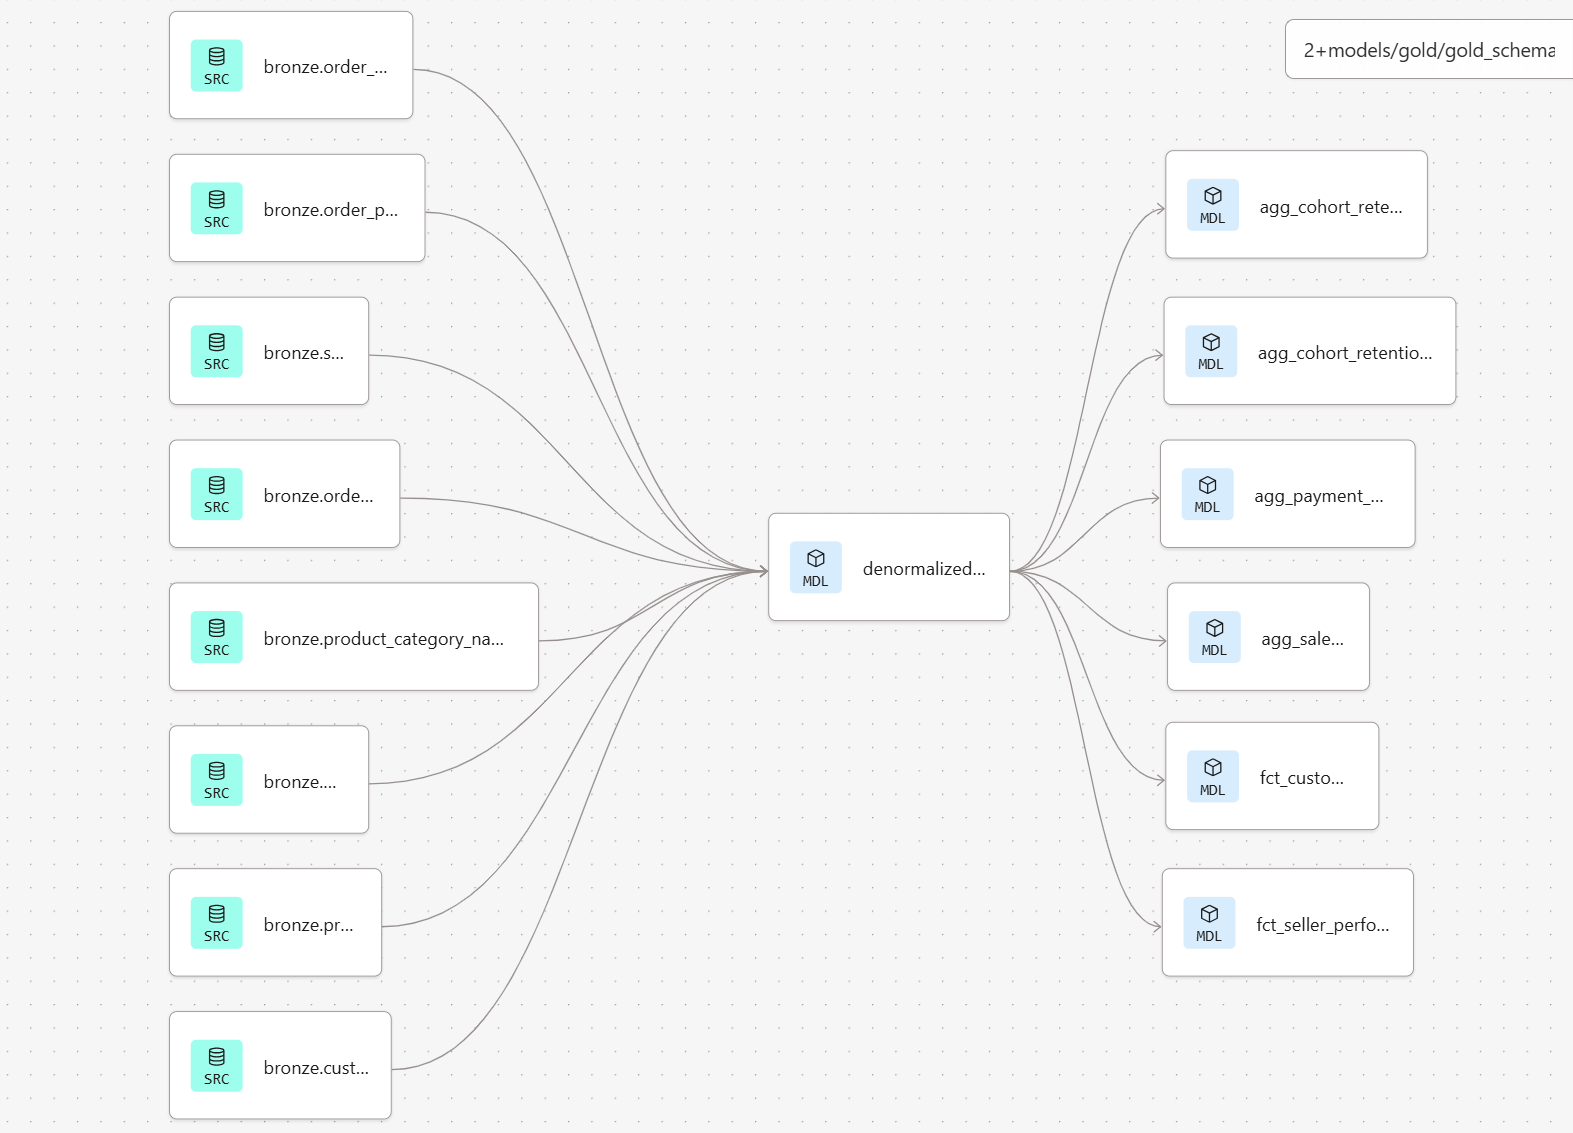 SRC
bronze.order_...
SRC
bronze.order_p...
SRC
bronze.s...
SRC
bronze.orde...
SRC
bronze.product_category_na...
SRC
bronze....
SRC
bronze.pr...
SRC
bronze.cust...
MDL
denormalized...
2+models/gold/gold_schema
MDL
agg_cohort_rete...
MDL
agg_cohort_retentio...
MDL
agg_payment_...
MDL
agg_sale...
MDL
fct_custo...
MDL
fct_seller_perfo...